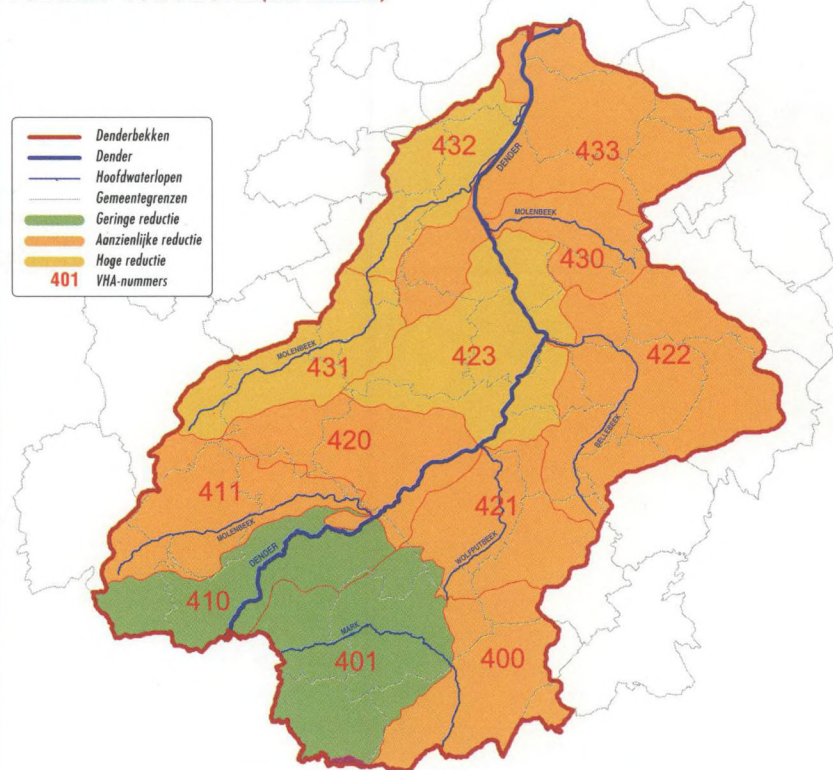 Denderbekken
Dender
Hoofdwaterlopen
Gemeentegrenzen
Geringe reductie
Aanzienlijke reductie
Hoge reductie
401 VHA-nummers
432
433
DENDER
MOLENBEEK
430
MOLENBEEK
431
423
422
BELLEBEEK
420
411
421
MOLENBEEK
DENDER
WOLFPUTBEEK
410
MARK
401
400